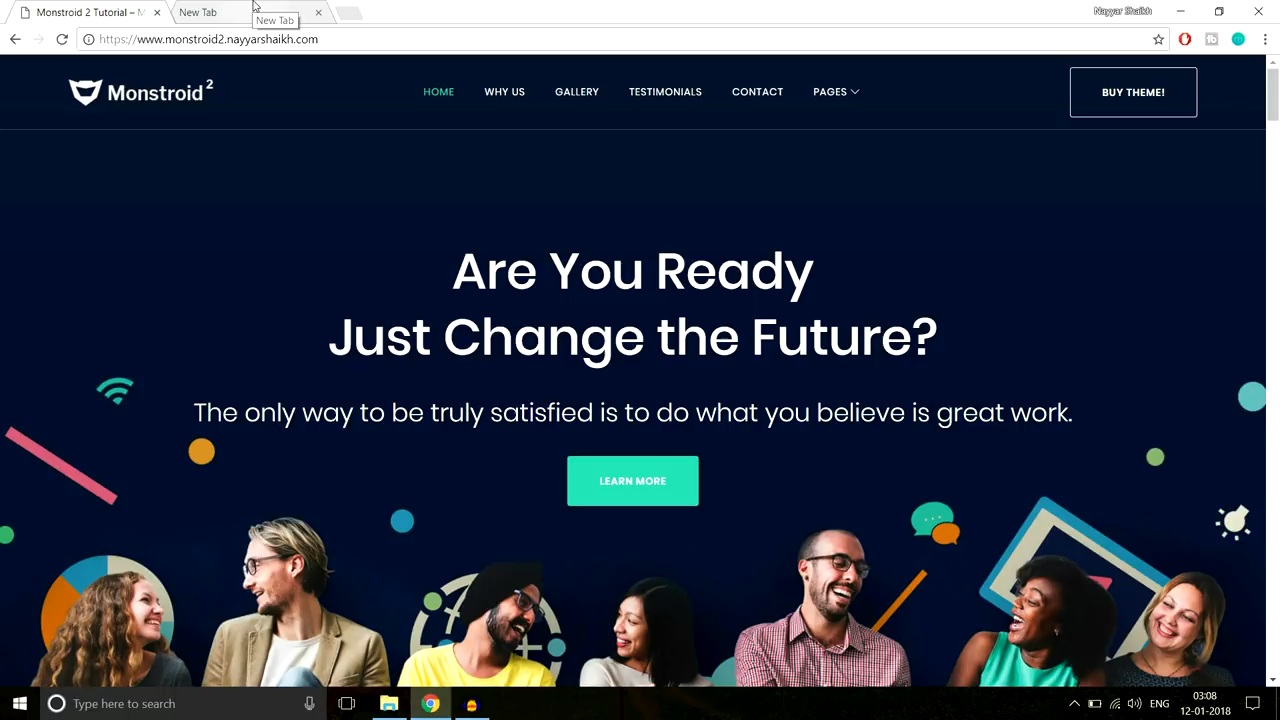 Monstroid 2 Tutorial – M
New Tab
New Tab
Nayyar Shaikh
https://www.monstroid2.nayyarshaikh.com
Monstroid 2
HOME
WHY US
GALLERY
TESTIMONIALS
CONTACT
PAGES
BUY THEME!
Are You Ready
Just Change the Future?
The only way to be truly satisfied is to do what you believe is great work.
LEARN MORE
Type here to search
ENG
03:08
12-01-2018